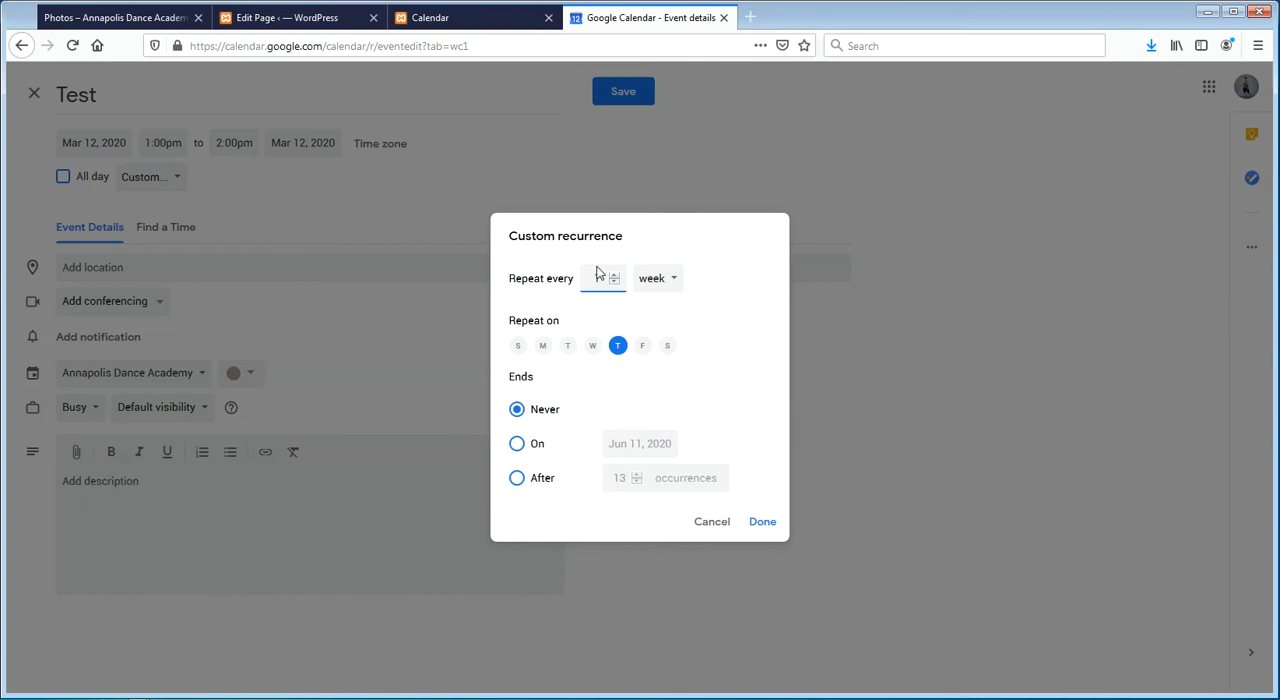 Photos – Annapolis Dance Academ
Edit Page ‹ — WordPress
Calendar
Google Calendar - Event details
https://calendar.google.com/calendar/r/eventedit?tab=wc1
Search
Test
Save
Mar 12, 2020 1:00pm to 2:00pm Mar 12, 2020 Time zone
All day Custom...
Event Details Find a Time
Add location
Add conferencing
Add notification
Annapolis Dance Academy
Busy Default visibility
B I U
Add description
Custom recurrence
Repeat every week
Repeat on
S M T W T F S
Ends
Never
On Jun 11, 2020
After 13 occurrences
Cancel Done